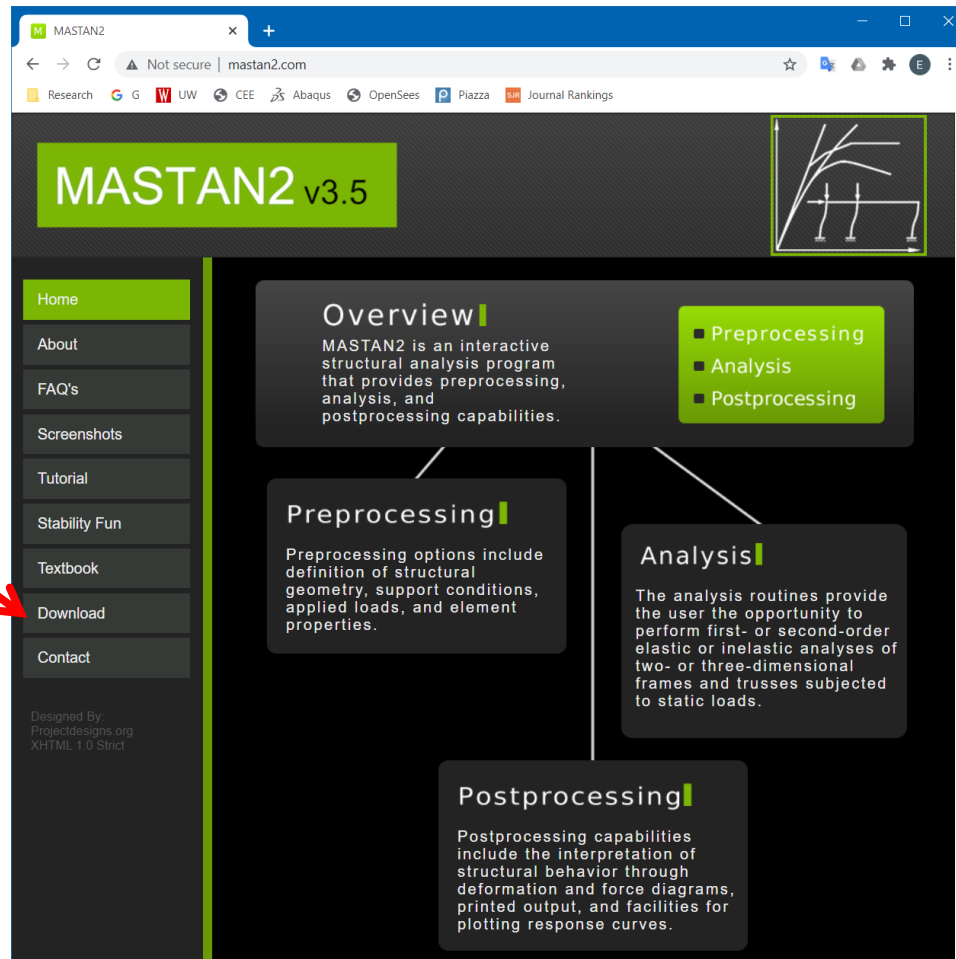 MASTAN2
Not secure | mastan2.com
E
Research G G W UW CEE Abaqus OpenSees Piazza SJR Journal Rankings
MASTAN2 v3.5
Home
About
FAQ's
Screenshots
Tutorial
Stability Fun
Textbook
Download
Contact
Designed By:
Projectdesigns.org
XHTML 1.0 Strict
Overview
MASTAN2 is an interactive
structural analysis program
that provides preprocessing,
analysis, and
postprocessing capabilities.
Preprocessing
Analysis
Postprocessing
Preprocessing
Preprocessing options include
definition of structural
geometry, support conditions,
applied loads, and element
properties.
Analysis
The analysis routines provide
the user the opportunity to
perform first- or second-order
elastic or inelastic analyses of
two- or three-dimensional
frames and trusses subjected
to static loads.
Postprocessing
Postprocessing capabilities
include the interpretation of
structural behavior through
deformation and force diagrams,
printed output, and facilities for
plotting response curves.